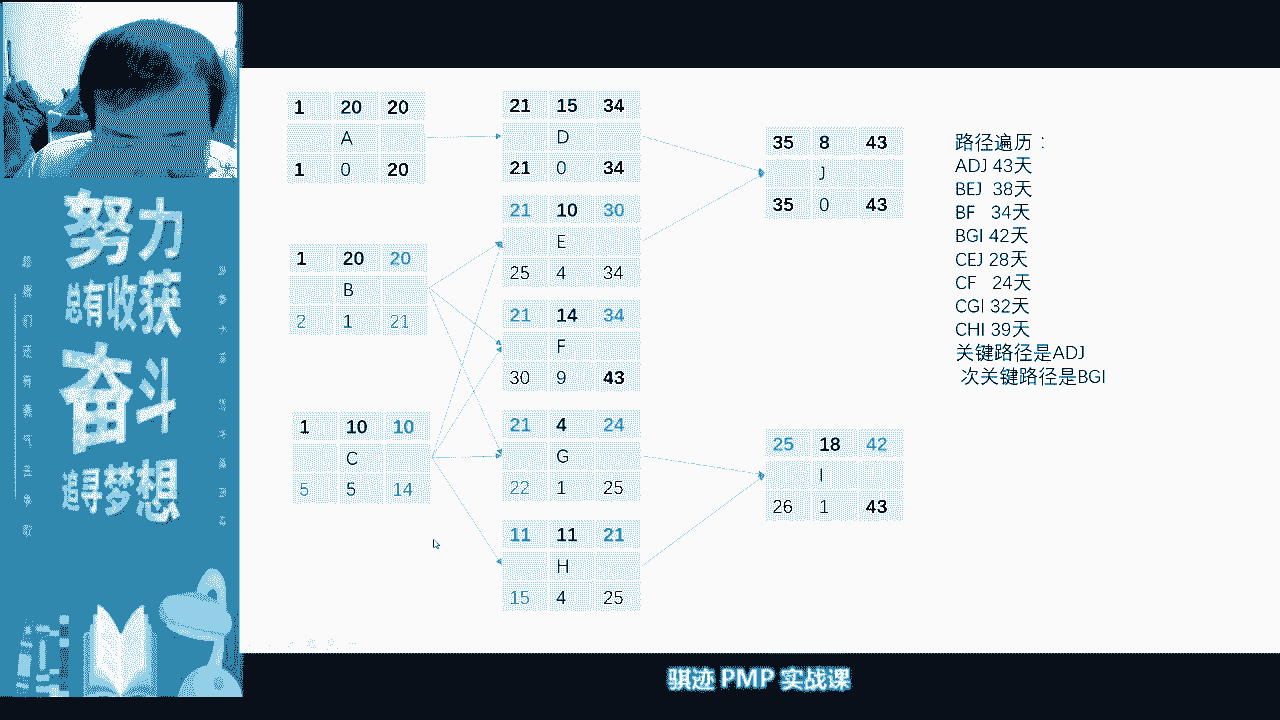 努力
总有收获
奋斗
追寻梦想
1 20 20
A
1 0 20
1 20 20
B
2 1 21
1 10 10
C
5 5 14
21 15 34
D
21 0 34
21 10 30
E
25 4 34
21 14 34
F
30 9 43
21 4 24
G
22 1 25
11 11 21
H
15 4 25
35 8 43
J
35 0 43
25 18 42
I
26 1 43
路径遍历：
ADJ 43天
BEJ 38天
BF 34天
BGI 42天
CEJ 28天
CF 24天
CGI 32天
CHI 39天
关键路径是ADJ
次关键路径是BGI
骐迹 PMP 实战课